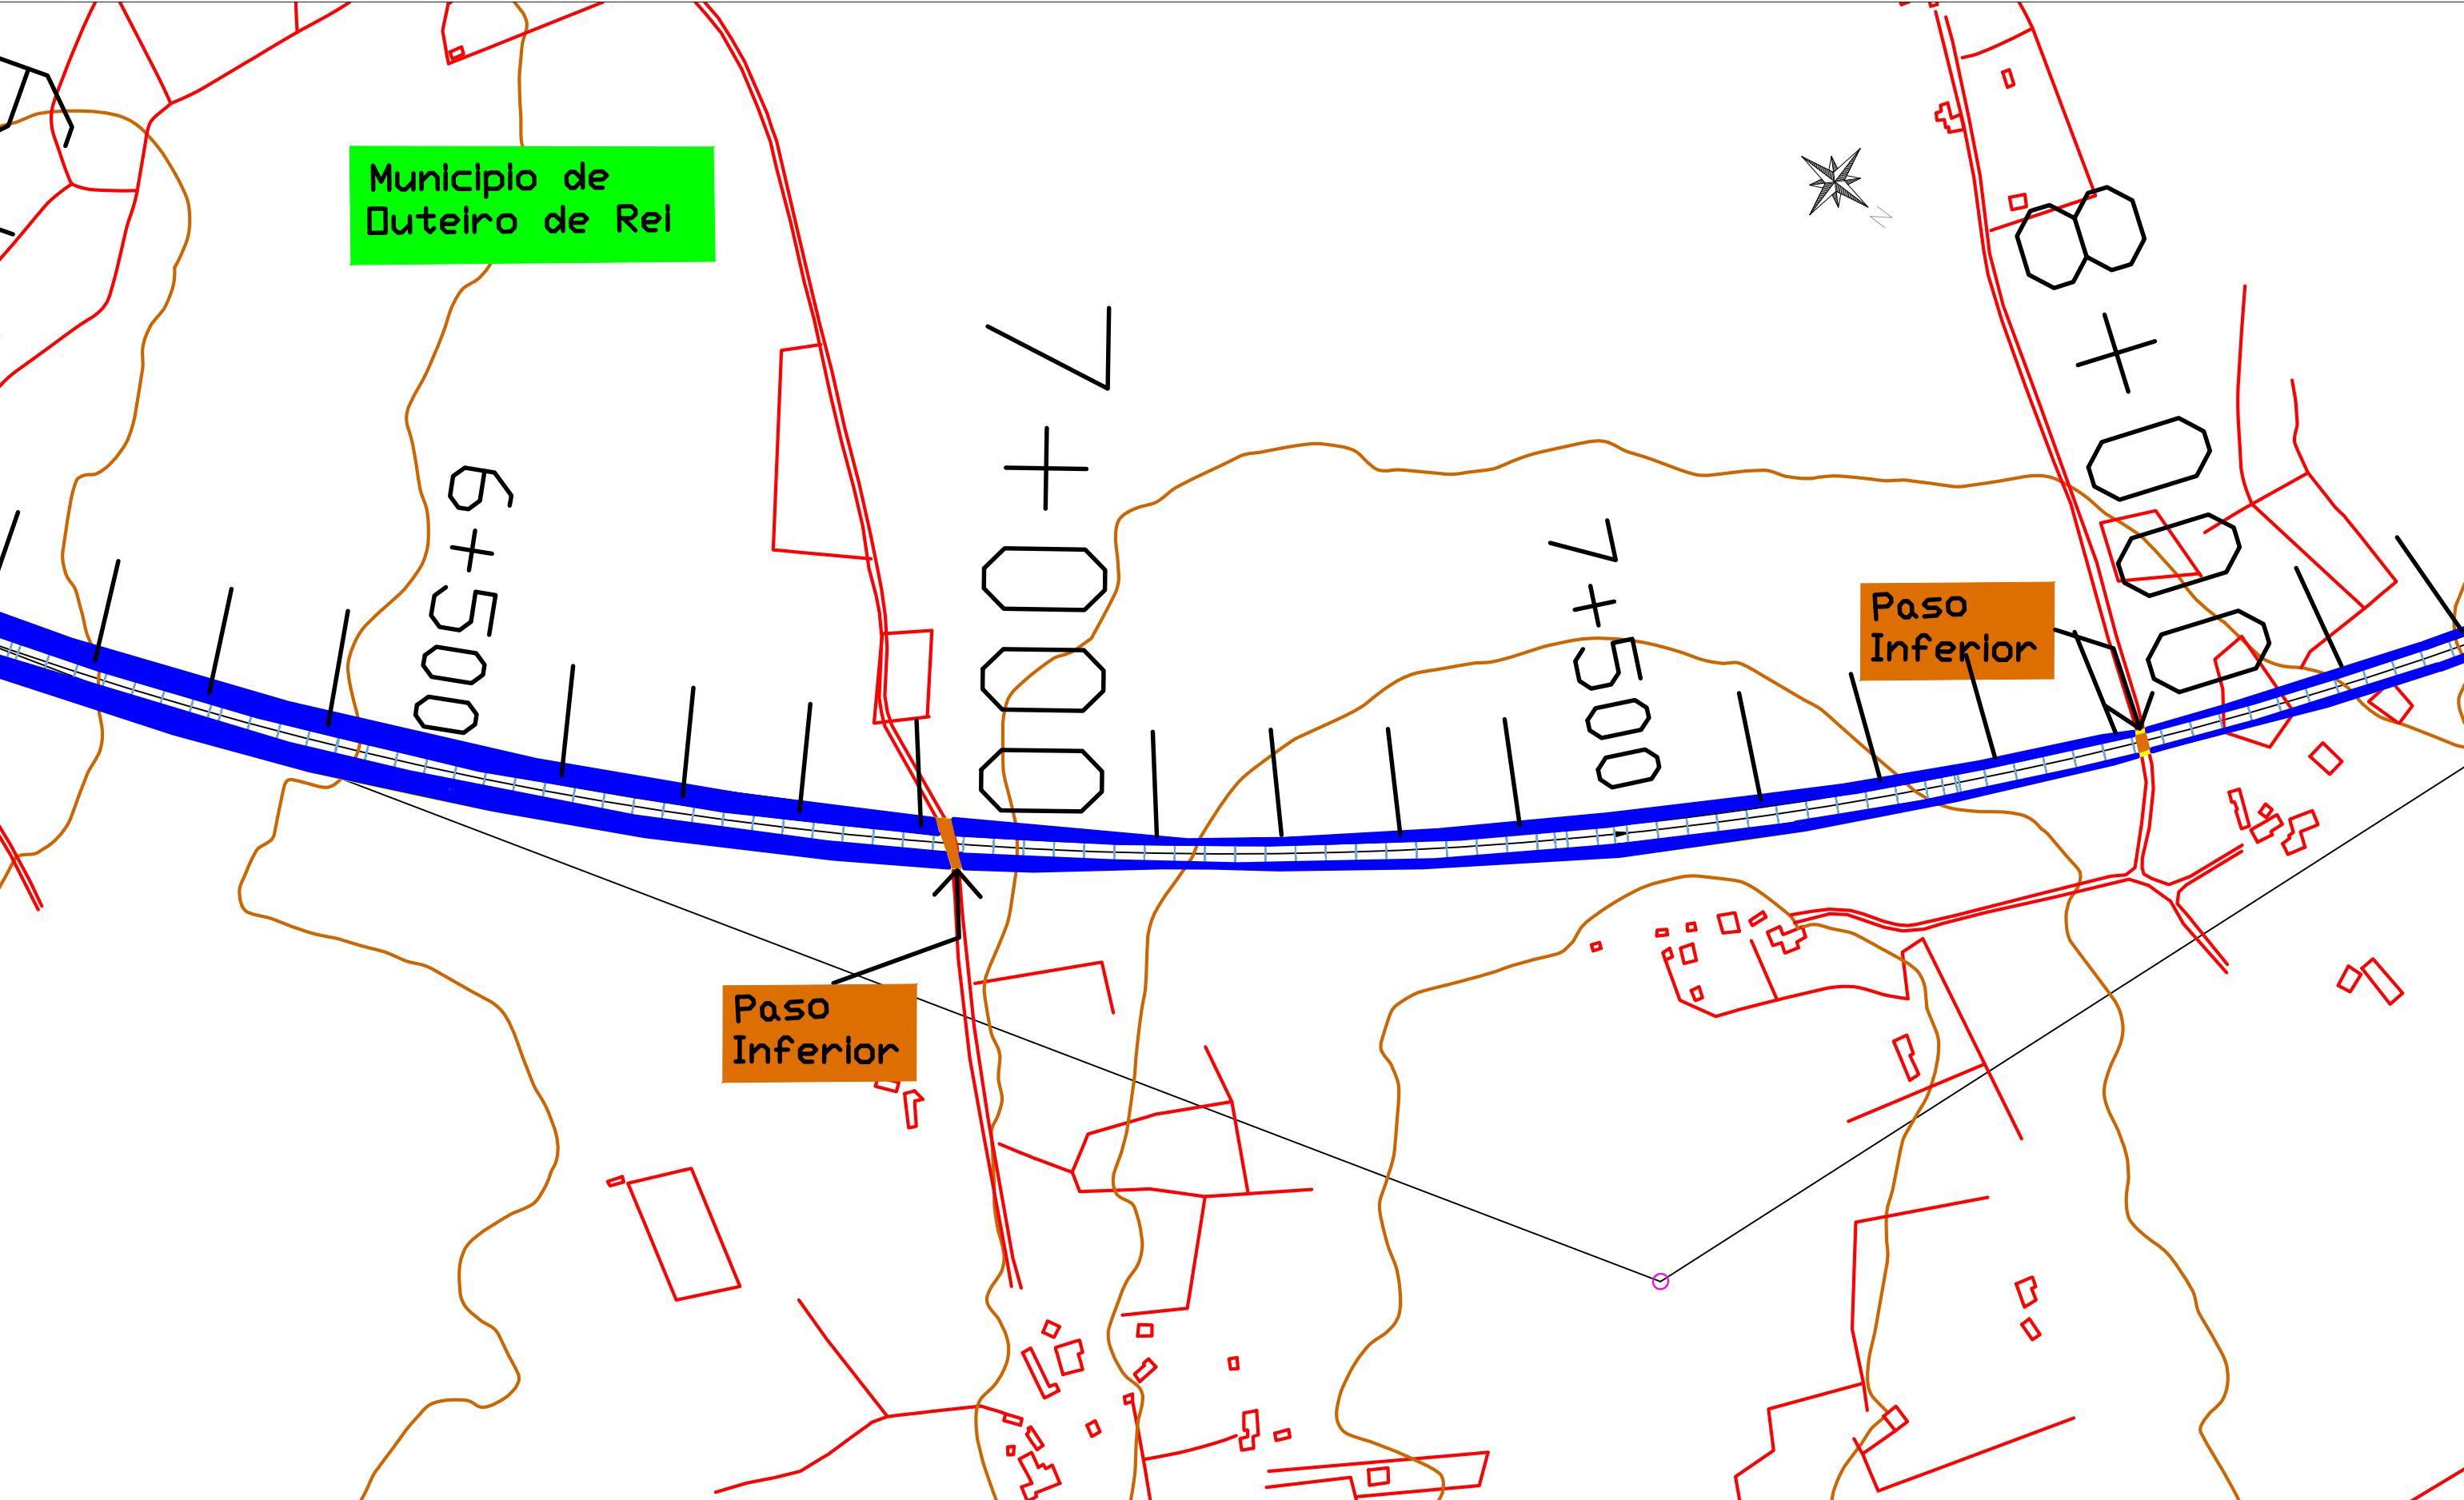 Municipio de
Outeiro de Rei
6+500
7+000
7+500
8+000
Paso
Inferior
Paso
Inferior